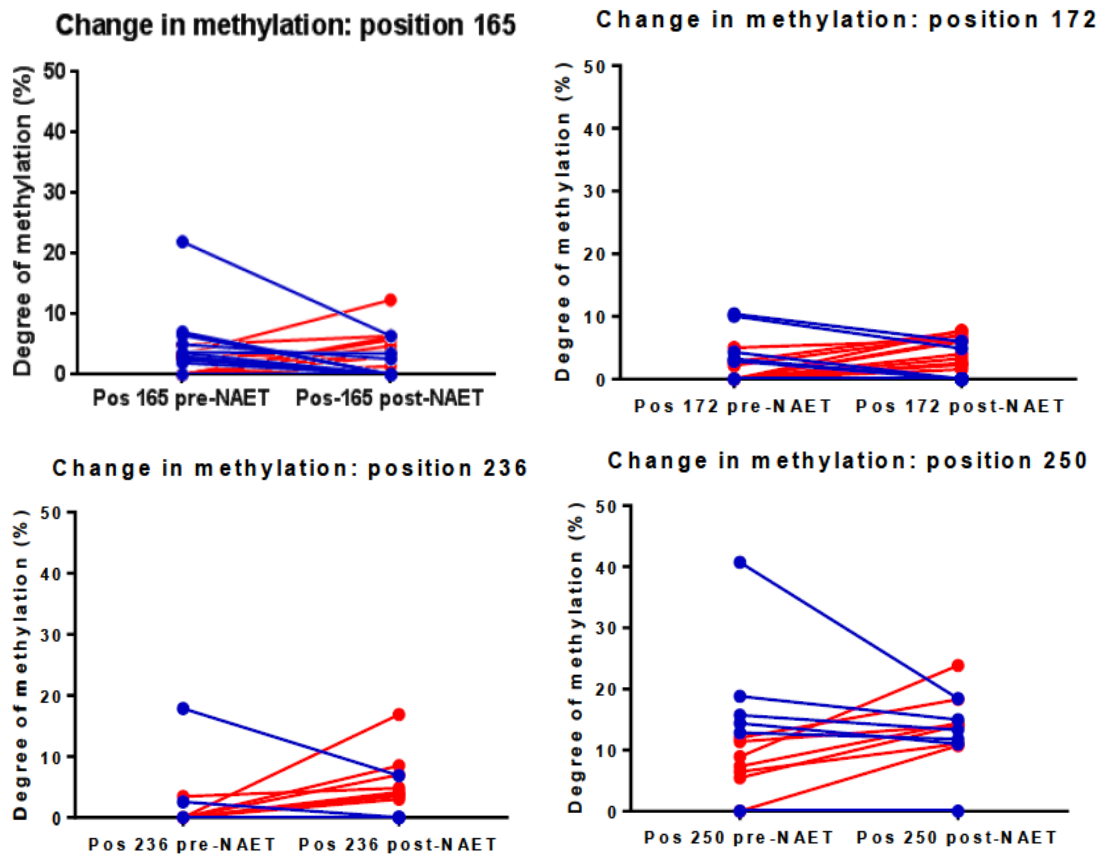 Change in methylation: position 165
Degree of methylation (%)
50
40
30
20
10
0
Pos 165 pre-NAET Pos-165 post-NAET
Change in methylation: position 172
Degree of methylation (%)
50
40
30
20
10
0
Pos 172 pre-NAET Pos 172 post-NAET
Change in methylation: position 236
Degree of methylation (%)
50
40
30
20
10
0
Pos 236 pre-NAET Pos 236 post-NAET
Change in methylation: position 250
Degree of methylation (%)
50
40
30
20
10
0
Pos 250 pre-NAET Pos 250 post-NAET